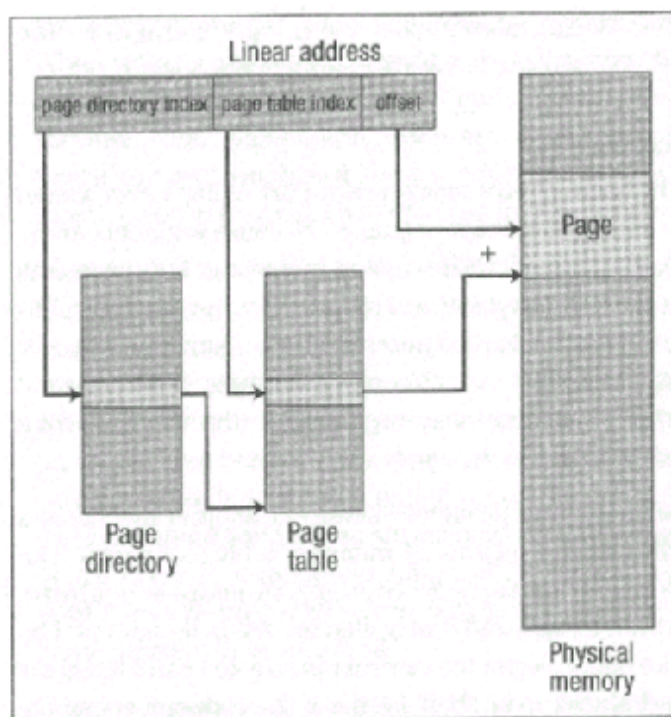 Linear address
page directory index page table index offset
Page
+
Page
directory
Page
table
Physical
memory